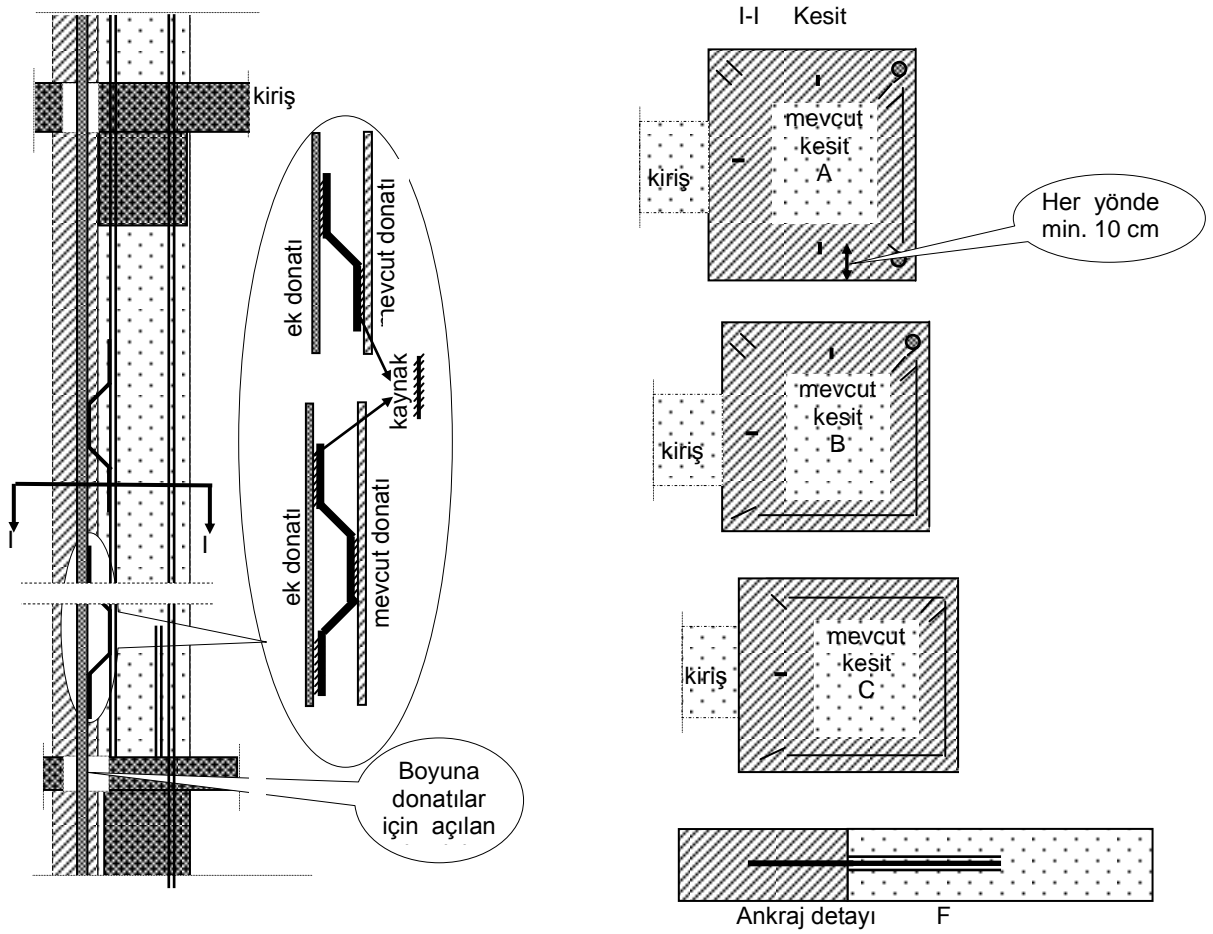 I-I Kesit
kiriş
mevcut
kesit
A
kiriş
Her yönde
min. 10 cm
ek donatı
mevcut donatı
kaynak
ek donatı
mevcut donatı
I
I
mevcut
kesit
B
kiriş
mevcut
kesit
C
kiriş
Boyuna
donatılar
için açılan
Ankraj detayı F